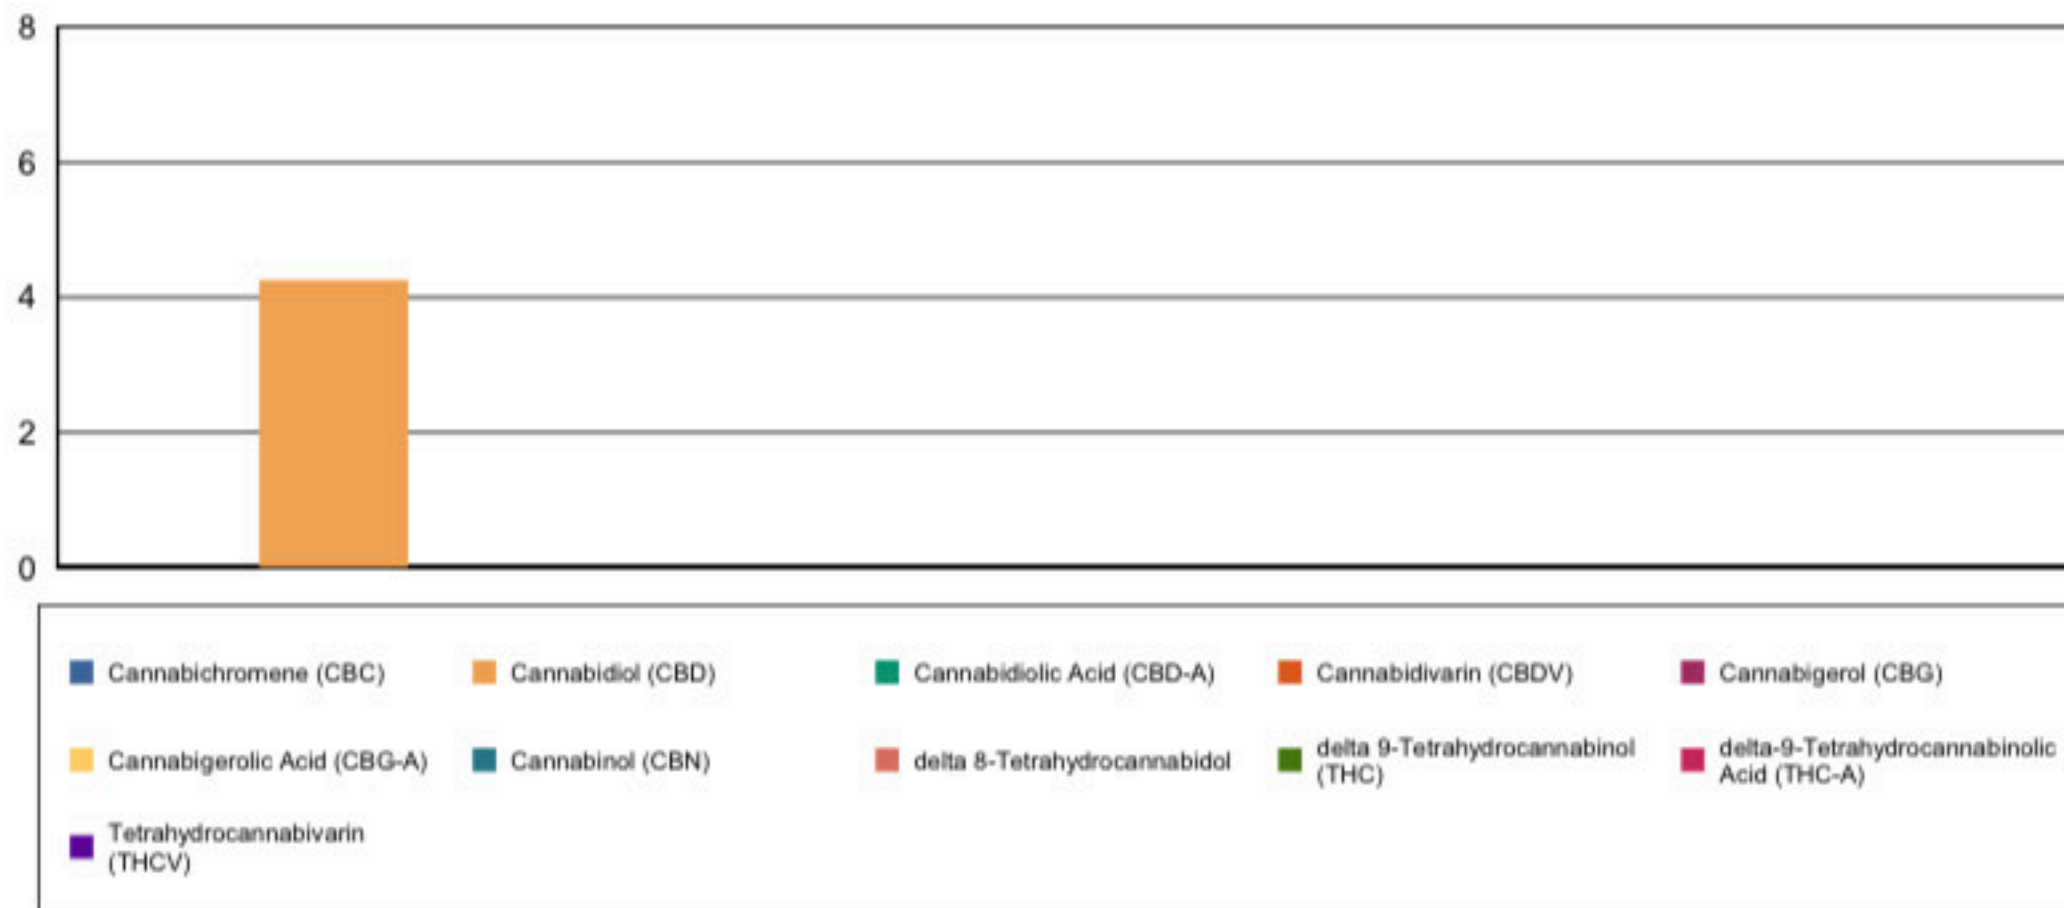 8
6
4
2
0
Cannabichromene (CBC)
Cannabidiol (CBD)
Cannabidiolic Acid (CBD-A)
Cannabidivarin (CBDV)
Cannabigerol (CBG)
Cannabigerolic Acid (CBG-A)
Cannabinol (CBN)
delta 8-Tetrahydrocannabidol
delta 9-Tetrahydrocannabinol
(THC)
delta-9-Tetrahydrocannabinolic
Acid (THC-A)
Tetrahydrocannabivarin
(THCV)